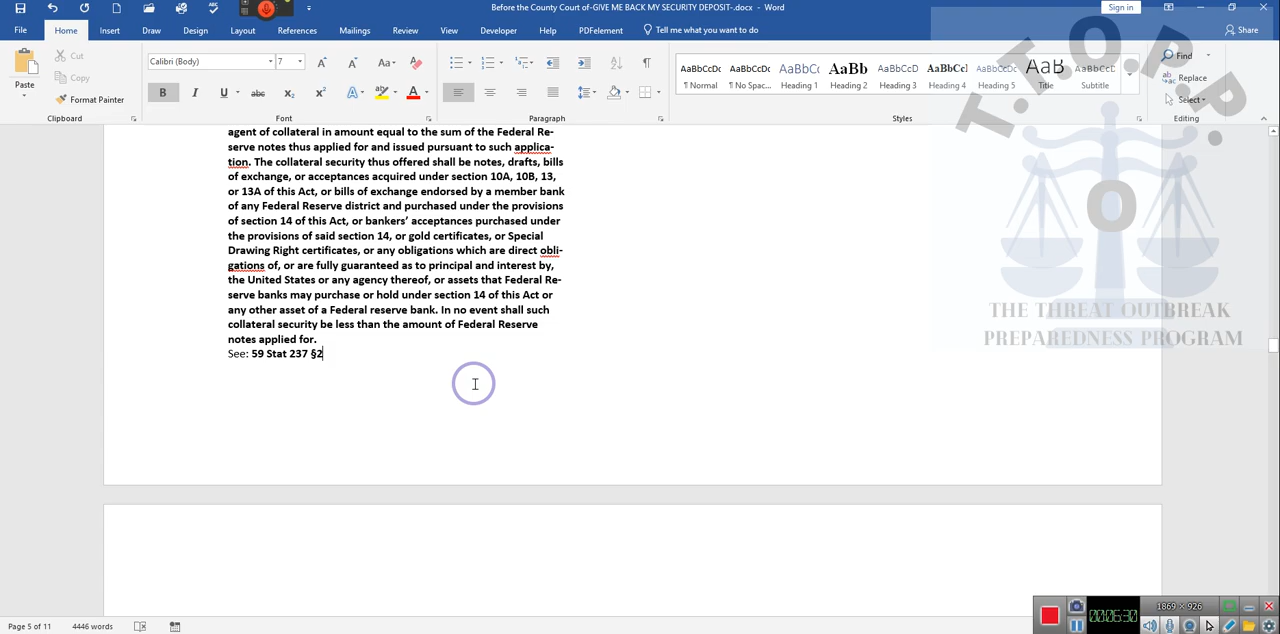 Before the County Court of-GIVE ME BACK MY SECURITY DEPOSIT-.docx - Word
Sign in
File Home Insert Draw Design Layout References Mailings Review View Developer Help PDFelement Tell me what you want to do
Share
Paste
Cut
Copy
Format Painter
Calibri (Body) 7
Aa
B I U abc X₂ X² A A
AaBbCcDc AaBbCcDc AaBbC( AaBb AaBbCcD AaBbCcI AaBbCcDc AaB AaBbCcD
¶ Normal ¶ No Spac... Heading 1 Heading 2 Heading 3 Heading 4 Heading 5 Title Subtitle
Find
Replace
Select
Clipboard Font Paragraph Styles Editing
T.T.O.P.P.
O
THE THREAT OUTBREAK
PREPAREDNESS PROGRAM
agent of collateral in amount equal to the sum of the Federal Re-
serve notes thus applied for and issued pursuant to such applica-
tion. The collateral security thus offered shall be notes, drafts, bills
of exchange, or acceptances acquired under section 10A, 10B, 13,
or 13A of this Act, or bills of exchange endorsed by a member bank
of any Federal Reserve district and purchased under the provisions
of section 14 of this Act, or bankers’ acceptances purchased under
the provisions of said section 14, or gold certificates, or Special
Drawing Right certificates, or any obligations which are direct obli-
gations of, or are fully guaranteed as to principal and interest by,
the United States or any agency thereof, or assets that Federal Re-
serve banks may purchase or hold under section 14 of this Act or
any other asset of a Federal reserve bank. In no event shall such
collateral security be less than the amount of Federal Reserve
notes applied for.
See: 59 Stat 237 §2
Page 5 of 11 4446 words
00:06:30
1869 × 926